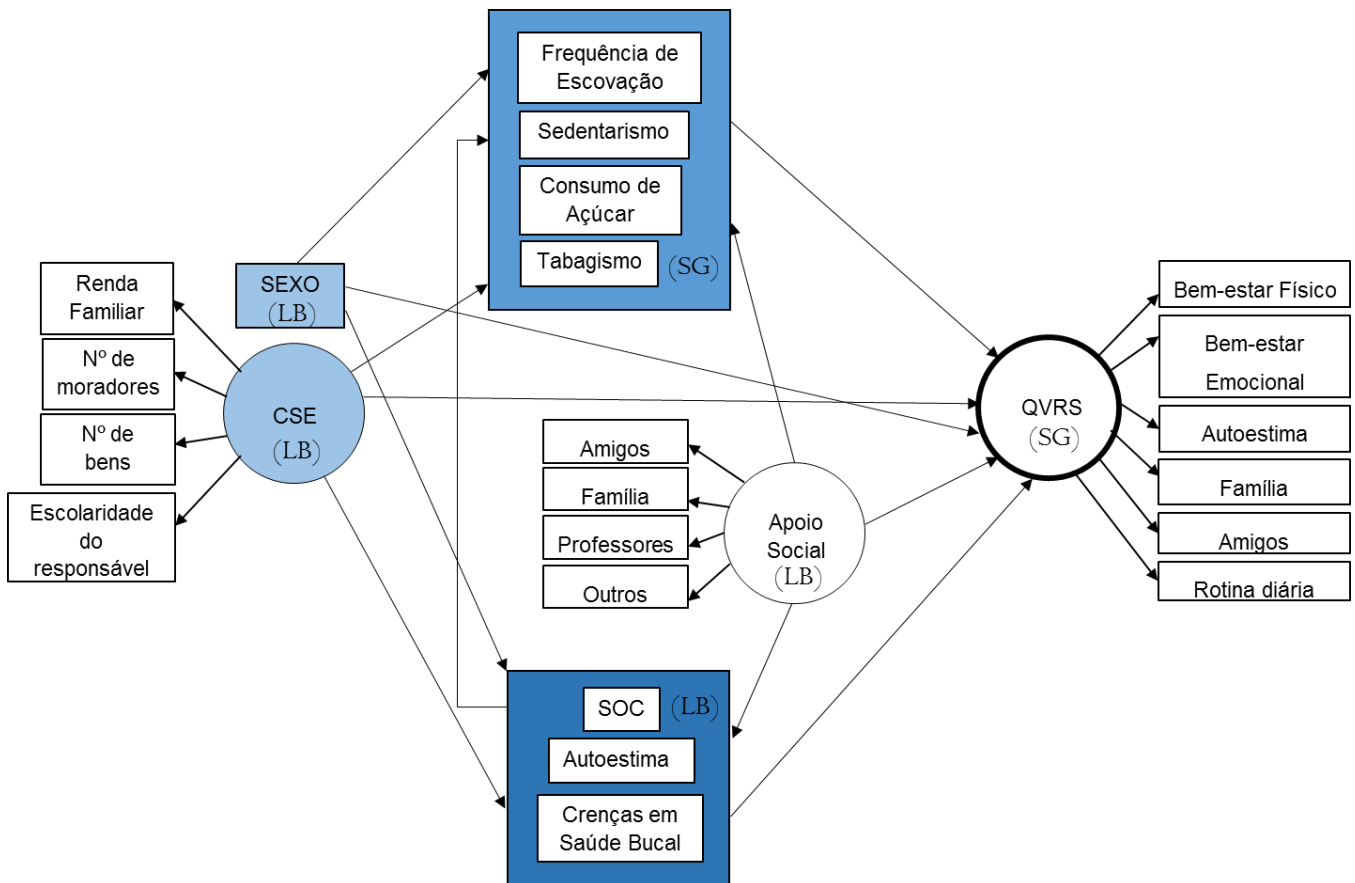 Frequência de
Escovação
Sedentarismo
Consumo de
Açúcar
Tabagismo
(SG)
SEXO
(LB)
Renda
Familiar
Nº de
moradores
Nº de
bens
Escolaridade
do
responsável
CSE
(LB)
Amigos
Família
Professores
Outros
Apoio
Social
(LB)
QVRS
(SG)
Bem-estar Físico
Bem-estar
Emocional
Autoestima
Família
Amigos
Rotina diária
SOC
(LB)
Autoestima
Crenças em
Saúde Bucal